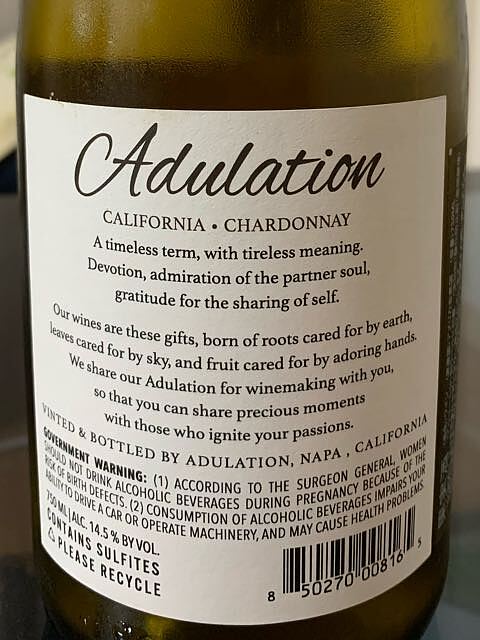 Adulation
CALIFORNIA • CHARDONNAY
A timeless term, with tireless meaning.
Devotion, admiration of the partner soul,
gratitude for the sharing of self.
Our wines are these gifts, born of roots cared for by earth,
leaves cared for by sky, and fruit cared for by adoring hands.
We share our Adulation for winemaking with you,
so that you can share precious moments
with those who ignite your passions.
VINTED & BOTTLED BY ADULATION, NAPA, CALIFORNIA
GOVERNMENT WARNING: (1) ACCORDING TO THE SURGEON GENERAL, WOMEN
SHOULD NOT DRINK ALCOHOLIC BEVERAGES DURING PREGNANCY BECAUSE OF THE
RISK OF BIRTH DEFECTS. (2) CONSUMPTION OF ALCOHOLIC BEVERAGES IMPAIRS YOUR
ABILITY TO DRIVE A CAR OR OPERATE MACHINERY, AND MAY CAUSE HEALTH PROBLEMS.
750 ML | ALC. 14.5 % BY VOL.
CONTAINS SULFITES
PLEASE RECYCLE
8 50270 00816 5